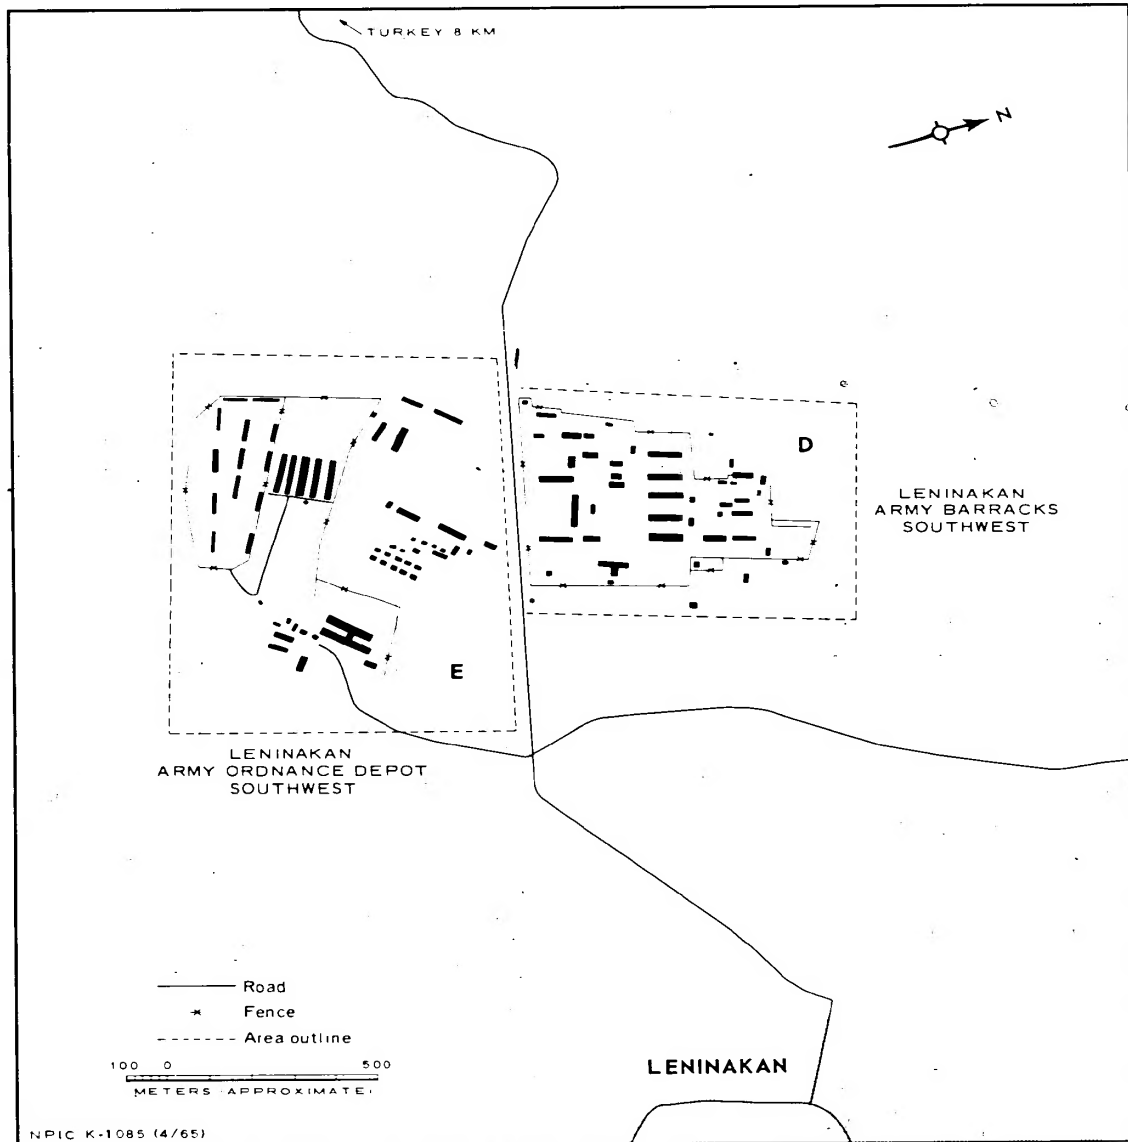 TURKEY 8 KM
N
D
LENINAKAN
ARMY BARRACKS
SOUTHWEST
E
LENINAKAN
ARMY ORDNANCE DEPOT
SOUTHWEST
Road
Fence
Area outline
100 0 500
METERS (APPROXIMATE)
LENINAKAN
NPIC K-1085 (4/65)